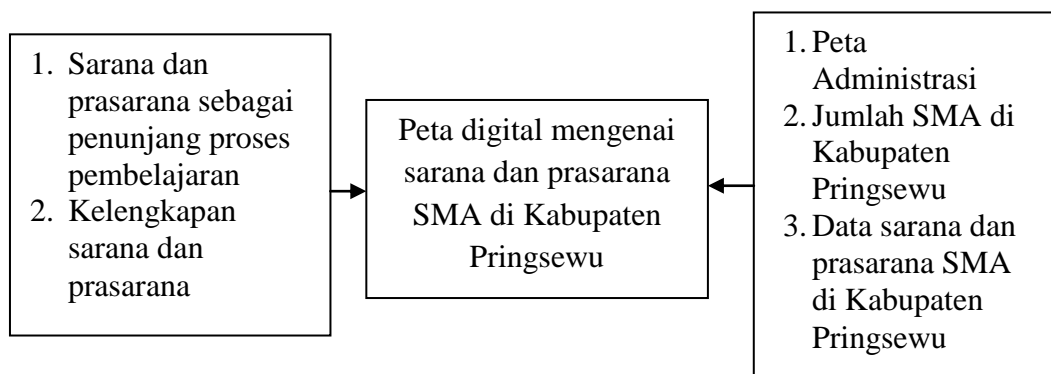 1. Sarana dan
prasarana sebagai
penunjang proses
pembelajaran
2. Kelengkapan
sarana dan
prasarana
Peta digital mengenai
sarana dan prasarana
SMA di Kabupaten
Pringsewu
1. Peta
Administrasi
2. Jumlah SMA di
Kabupaten
Pringsewu
3. Data sarana dan
prasarana SMA
di Kabupaten
Pringsewu